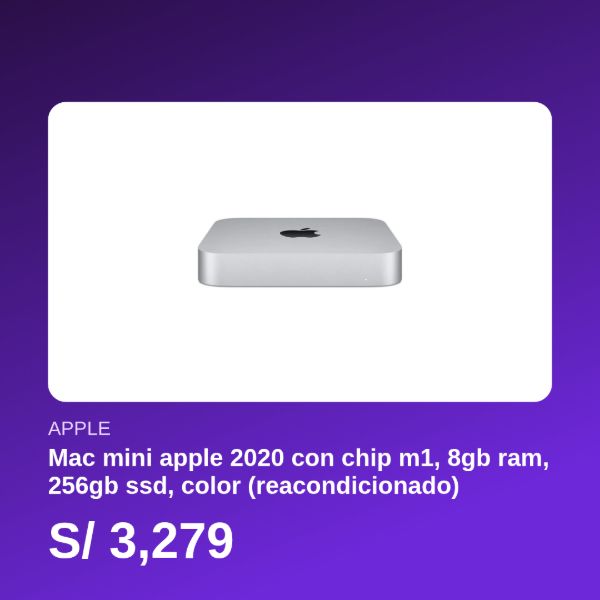 APPLE
Mac mini apple 2020 con chip m1, 8gb ram,
256gb ssd, color (reacondicionado)
S/ 3,279